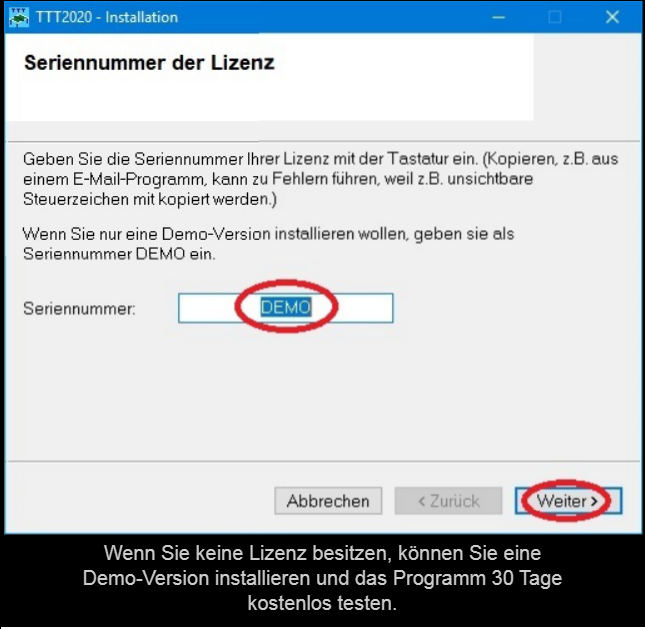 TTT2020 - Installation
Seriennummer der Lizenz
Geben Sie die Seriennummer Ihrer Lizenz mit der Tastatur ein. (Kopieren, z.B. aus
einem E-Mail-Programm, kann zu Fehlern führen, weil z.B. unsichtbare
Steuerzeichen mit kopiert werden.)
Wenn Sie nur eine Demo-Version installieren wollen, geben sie als
Seriennummer DEMO ein.
Seriennummer: DEMO
Abbrechen < Zurück Weiter >
Wenn Sie keine Lizenz besitzen, können Sie eine
Demo-Version installieren und das Programm 30 Tage
kostenlos testen.